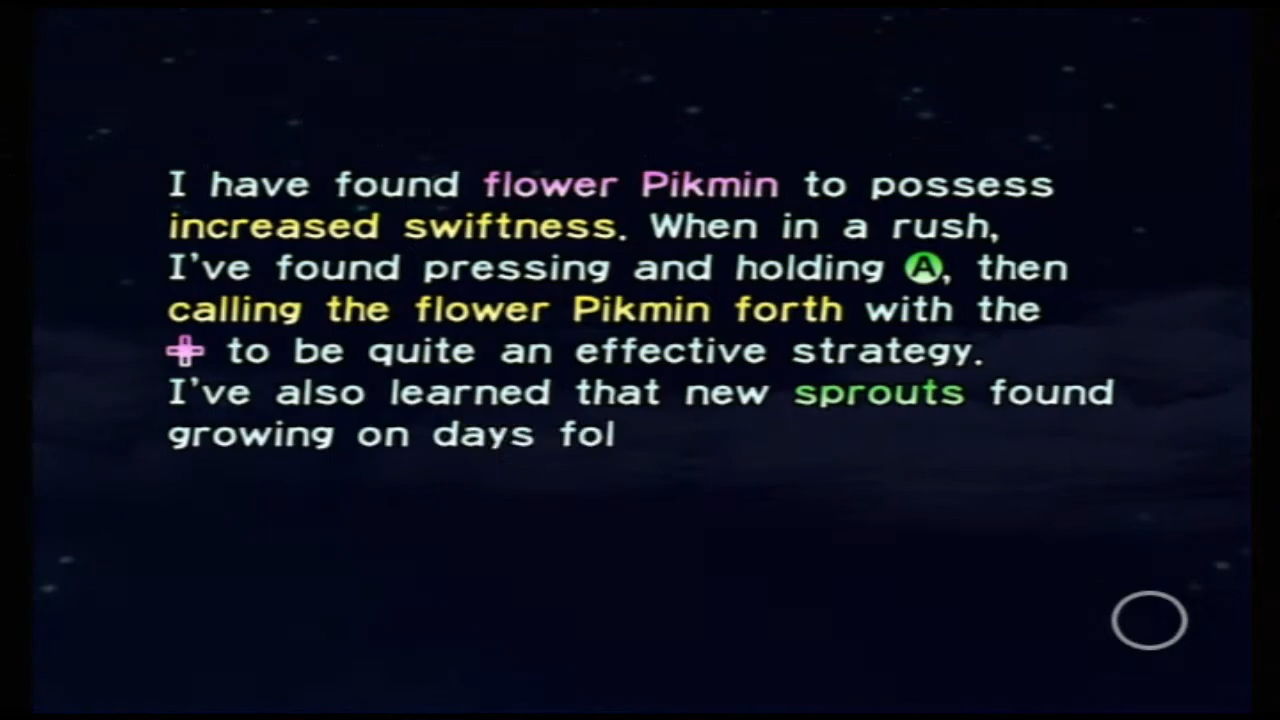 I have found flower Pikmin to possess
increased swiftness. When in a rush,
I've found pressing and holding A, then
calling the flower Pikmin forth with the
to be quite an effective strategy.
I've also learned that new sprouts found
growing on days fol